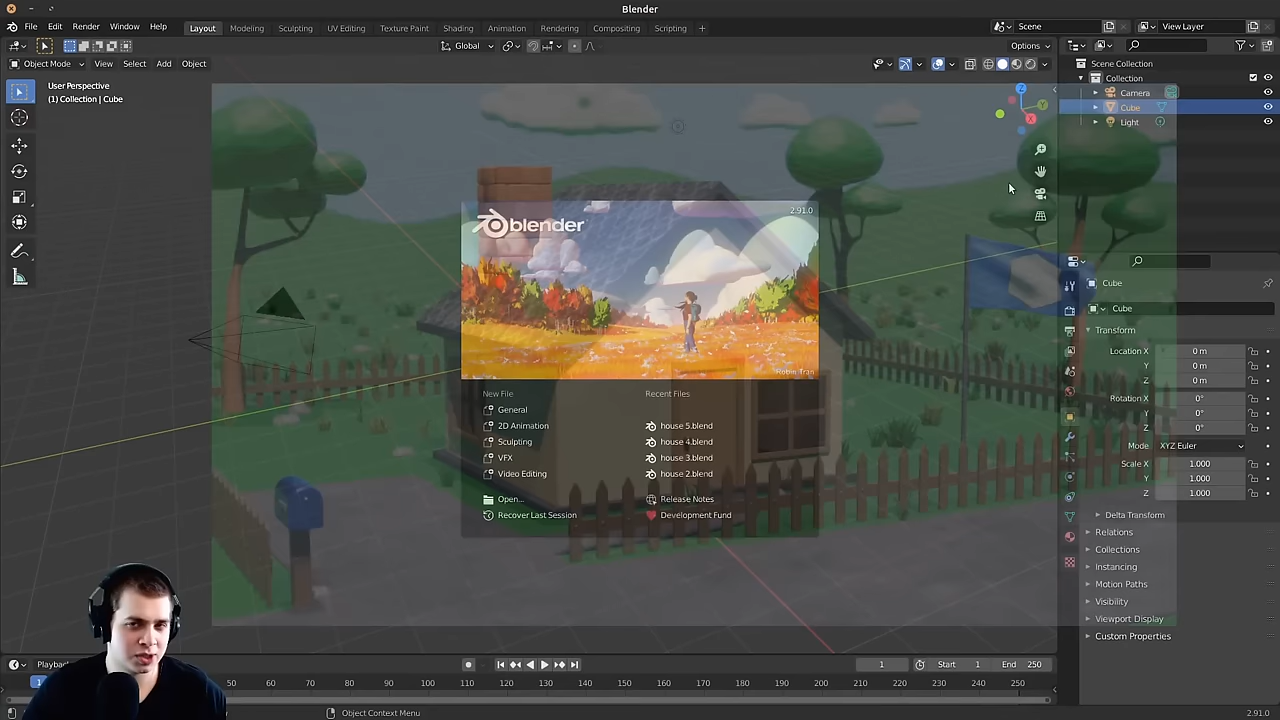 Blender
File Edit Render Window Help
Layout Modeling Sculpting UV Editing Texture Paint Shading Animation Rendering Compositing Scripting +
Scene
View Layer
Global
Options
Object Mode View Select Add Object
User Perspective
(1) Collection | Cube
Scene Collection
Collection
Camera
Cube
Light
blender
2.91.0
Robin Tran
New File
General
2D Animation
Sculpting
VFX
Video Editing
Open...
Recover Last Session
Recent Files
house 5.blend
house 4.blend
house 3.blend
house 2.blend
Release Notes
Development Fund
Cube
Cube
Transform
Location X 0 m
Y 0 m
Z 0 m
Rotation X 0°
Y 0°
Z 0°
Mode XYZ Euler
Scale X 1.000
Y 1.000
Z 1.000
Delta Transform
Relations
Collections
Instancing
Motion Paths
Visibility
Viewport Display
Custom Properties
Playback
1
Start 1
End 250
50 60 70 80 90 100 110 120 130 140 150 160 170 180 190 200 210 220 230 240 250
Object Context Menu
2.91.0